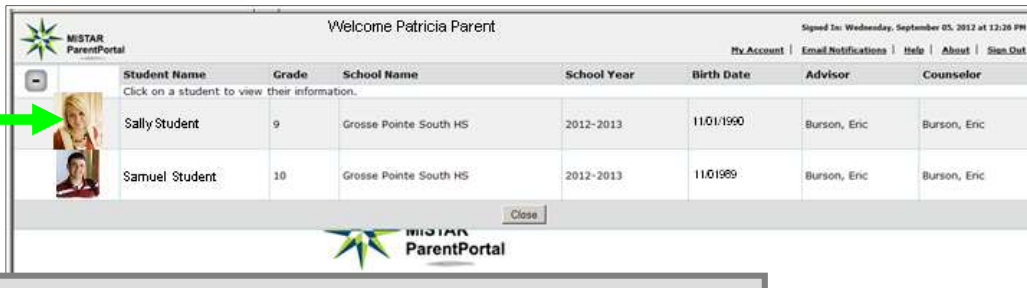 MISTAR
ParentPortal
Welcome Patricia Parent
Signed In: Wednesday, September 05, 2012 at 12:26 PM
My Account | Email Notifications | Help | About | Sign Out
Student Name Grade School Name School Year Birth Date Advisor Counselor
Click on a student to view their information.
Sally Student 9 Grosse Pointe South HS 2012-2013 11/01/1990 Burson, Eric Burson, Eric
Samuel Student 10 Grosse Pointe South HS 2012-2013 11/01989 Burson, Eric Burson, Eric
Close
MISTAR
ParentPortal